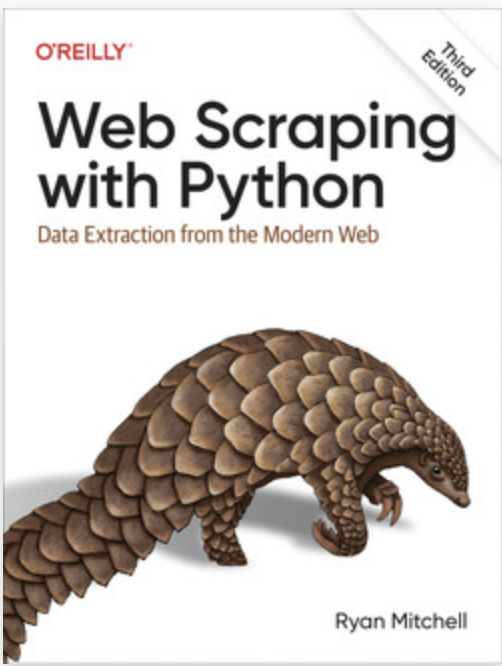 O'REILLY®
Third
Edition
Web Scraping
with Python
Data Extraction from the Modern Web
Ryan Mitchell